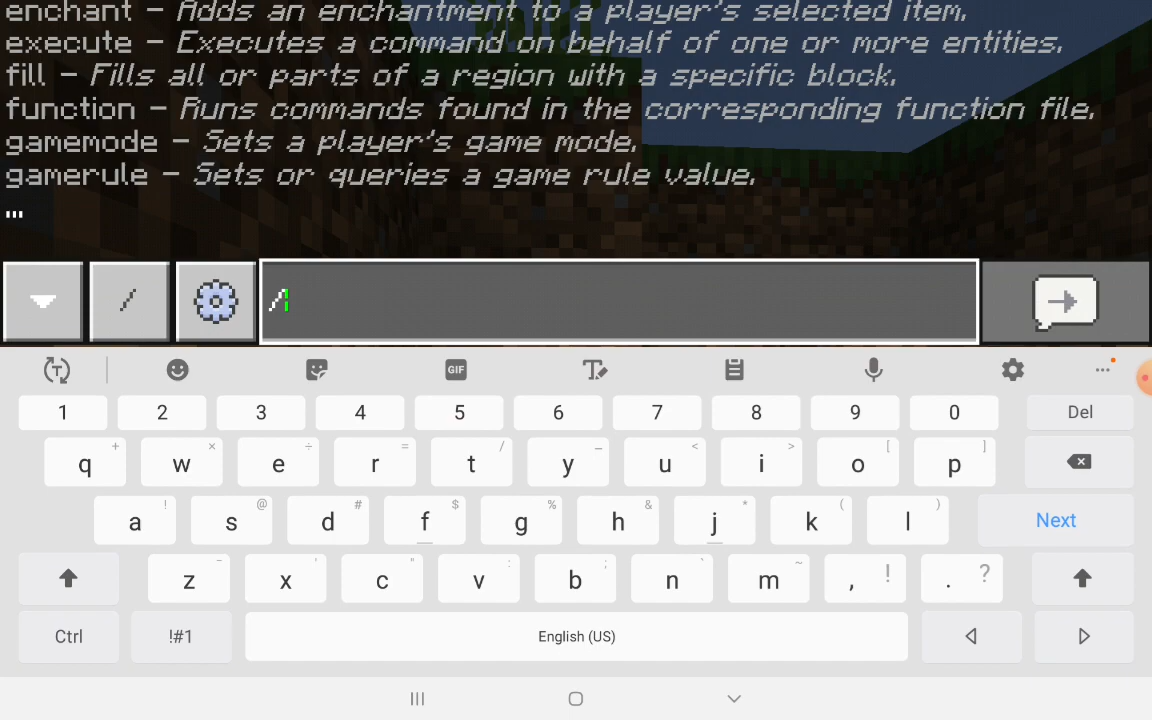 enchant – Adds an enchantment to a player's selected item.
execute – Executes a command on behalf of one or more entities.
fill – Fills all or parts of a region with a specific block.
function – Runs commands found in the corresponding function file.
gamemode – Sets a player's game mode.
gamerule – Sets or queries a game rule value.
...
/
/
T GIF T ...
1 2 3 4 5 6 7 8 9 0 Del
+ × ÷ = / _ < > [ ]
q w e r t y u i o p
! @ # $ % & * ( )
a s d f g h j k l Next
- ' " : ; ` ~ ! ?
z x c v b n m , .
Ctrl !#1 English (US)